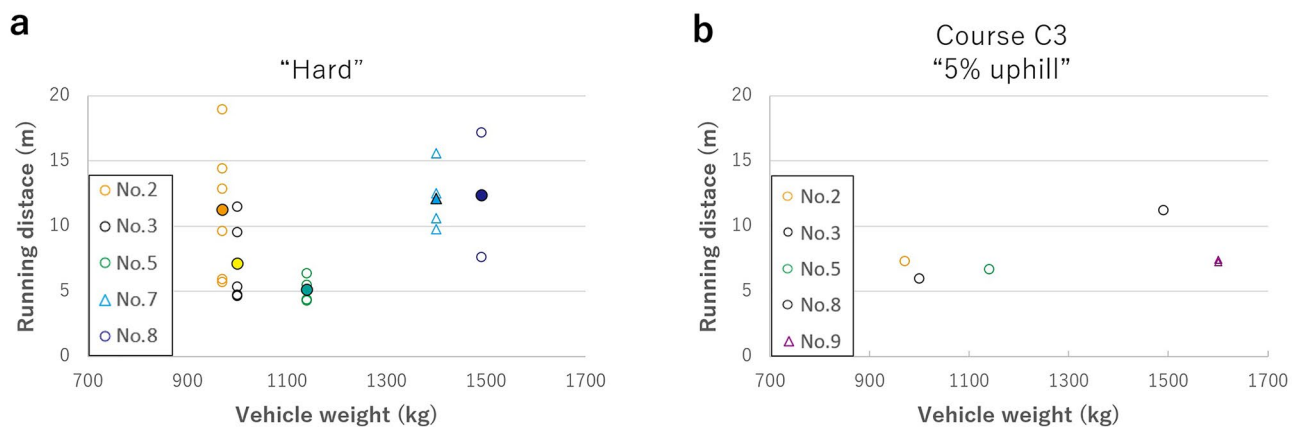 a
“Hard”
20
15
10
5
0
Running distace (m)
No.2
No.3
No.5
No.7
No.8
700 900 1100 1300 1500 1700
Vehicle weight (kg)
b
Course C3
“5% uphill”
20
15
10
5
0
Running distace (m)
No.2
No.3
No.5
No.8
No.9
700 900 1100 1300 1500 1700
Vehicle weight (kg)